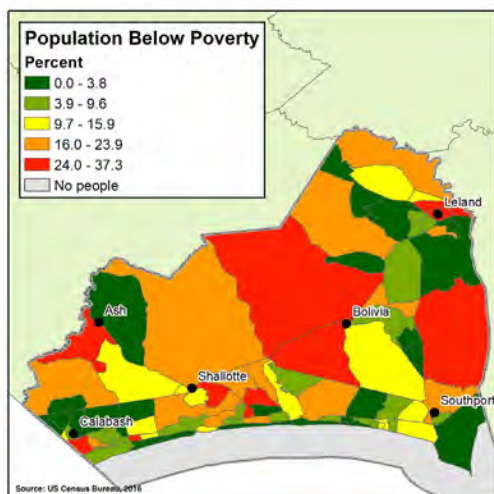 Population Below Poverty
Percent
0.0 - 3.8
3.9 - 9.6
9.7 - 15.9
16.0 - 23.9
24.0 - 37.3
No people
Leland
Ash
Bolivia
Shallotte
Southport
Calabash
Source: US Census Bureau, 2016